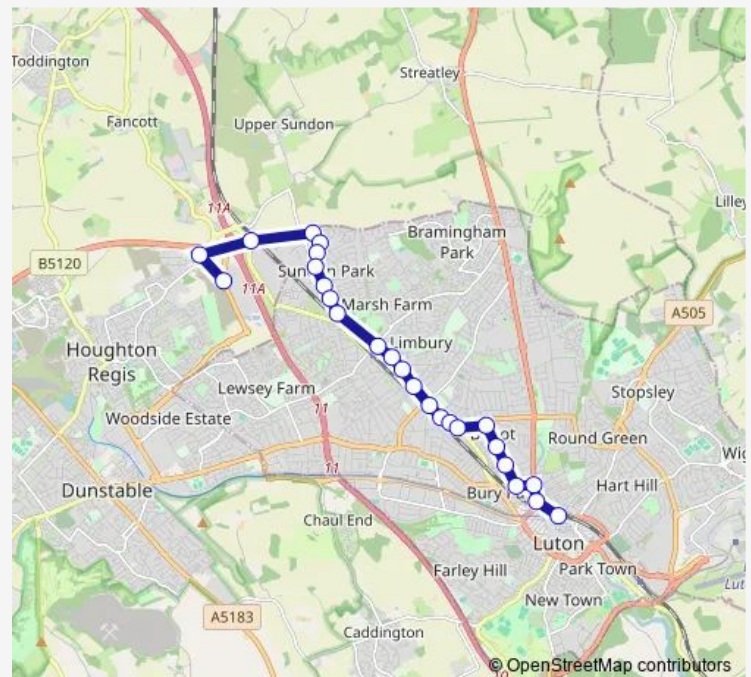 Toddington
Streatley
Fancott
Upper Sundon
Lilley
11A
Bramingham
Park
B5120
Sundon Park
11A
Marsh Farm
A505
Houghton
Regis
Limbury
Lewsey Farm
Stopsley
11
Woodside Estate
Round Green
11
Dunstable
Bury
Hart Hill
Chaul End
Luton
Farley Hill
Park Town
New Town
A5183
Caddington
10
© OpenStreetMap contributors